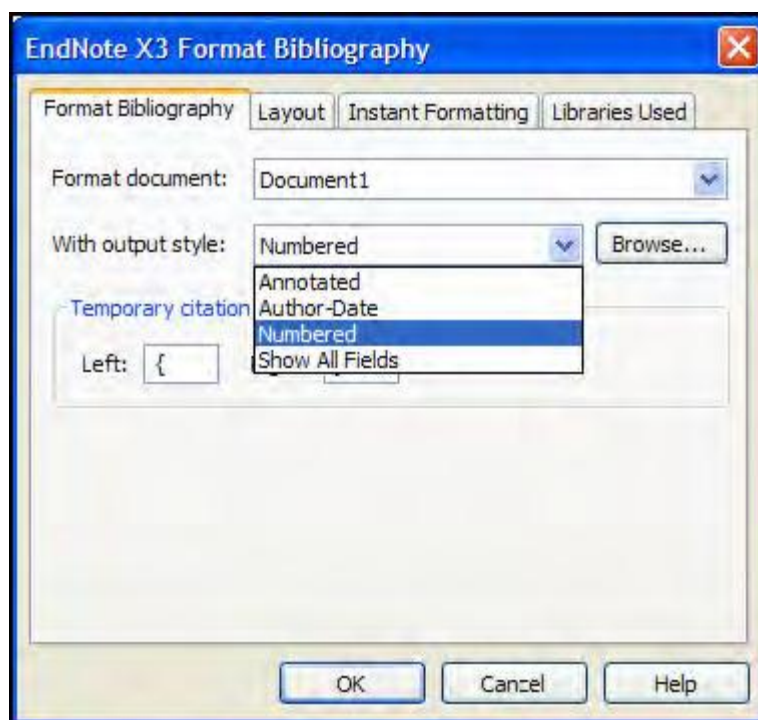 EndNote X3 Format Bibliography
Format Bibliography Layout Instant Formatting Libraries Used
Format document: Document1
With output style: Numbered Browse...
Annotated
Temporary citation Author-Date
Numbered
Left: { Show All Fields
OK Cancel Help